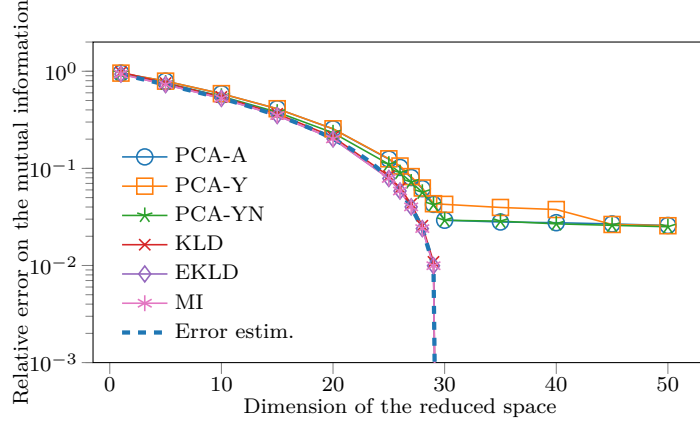 Relative error on the mutual information
10^0
10^−1
10^−2
10^−3
PCA-A
PCA-Y
PCA-YN
KLD
EKLD
MI
Error estim.
0 10 20 30 40 50
Dimension of the reduced space